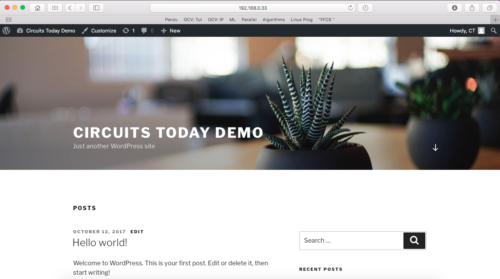 192.168.0.33
Panzu OCV: Tut OCV: IP ML Parallel Algorithms Linux Prog "FFCS"
Circuits Today Demo Customize 1 0 New Howdy, CT
CIRCUITS TODAY DEMO
Just another WordPress site
POSTS
OCTOBER 12, 2017 EDIT
Hello world!
Welcome to WordPress. This is your first post. Edit or delete it, then
start writing!
Search ...
RECENT POSTS